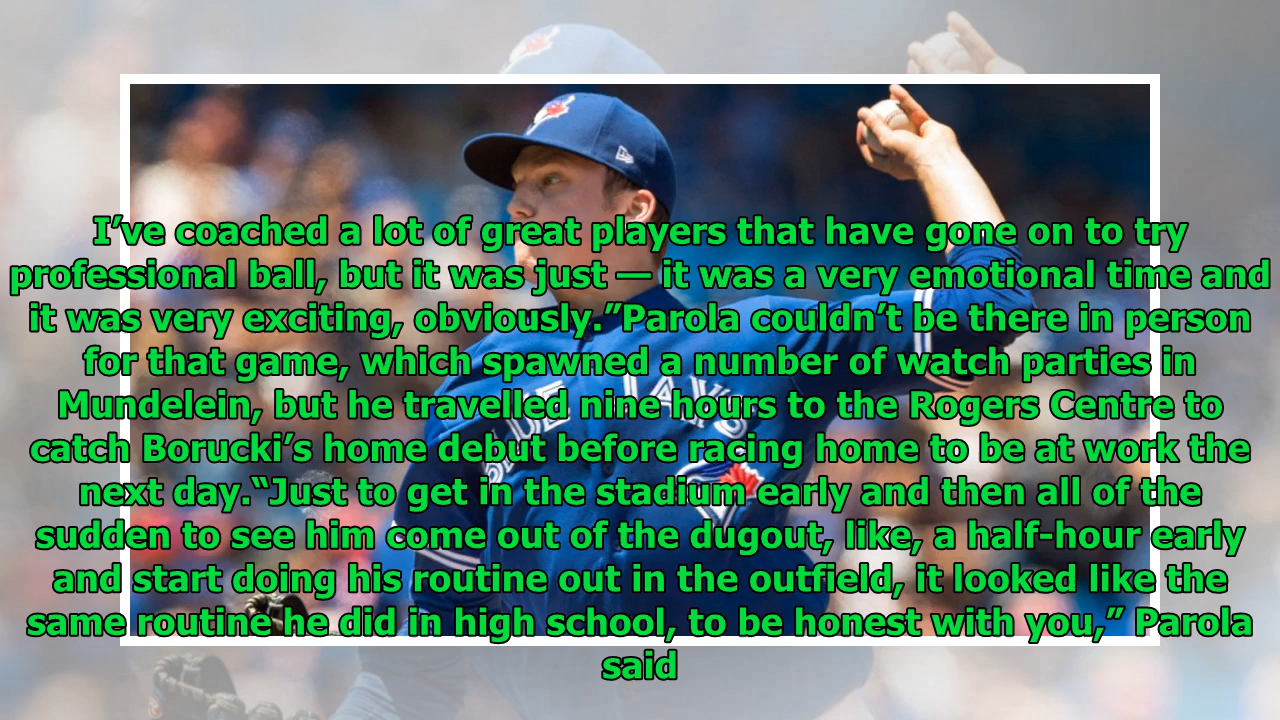 I’ve coached a lot of great players that have gone on to try
professional ball, but it was just — it was a very emotional time and
it was very exciting, obviously.”Parola couldn’t be there in person
for that game, which spawned a number of watch parties in
Mundelein, but he travelled nine hours to the Rogers Centre to
catch Borucki’s home debut before racing home to be at work the
next day.“Just to get in the stadium early and then all of the
sudden to see him come out of the dugout, like, a half-hour early
and start doing his routine out in the outfield, it looked like the
same routine he did in high school, to be honest with you,” Parola
said
BLUE JAYS